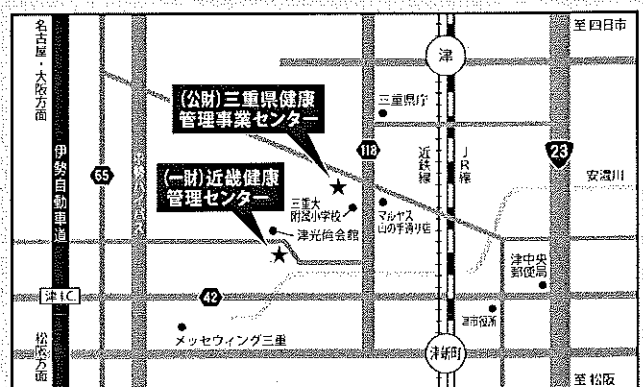 名古屋・大阪方面
至四日市
津
(公財)三重県健康
管理事業センター
三重県庁
118
23
近鉄線
JR線
伊勢自動車道
55
安濃川
(一財)近畿健康
管理センター
三重大
附属小学校
マルヤス
山の手通り店
津光倫会館
津中央
郵便局
津I.C.
42
津市役所
メッセウィング三重
津新町
松阪方面
至松阪